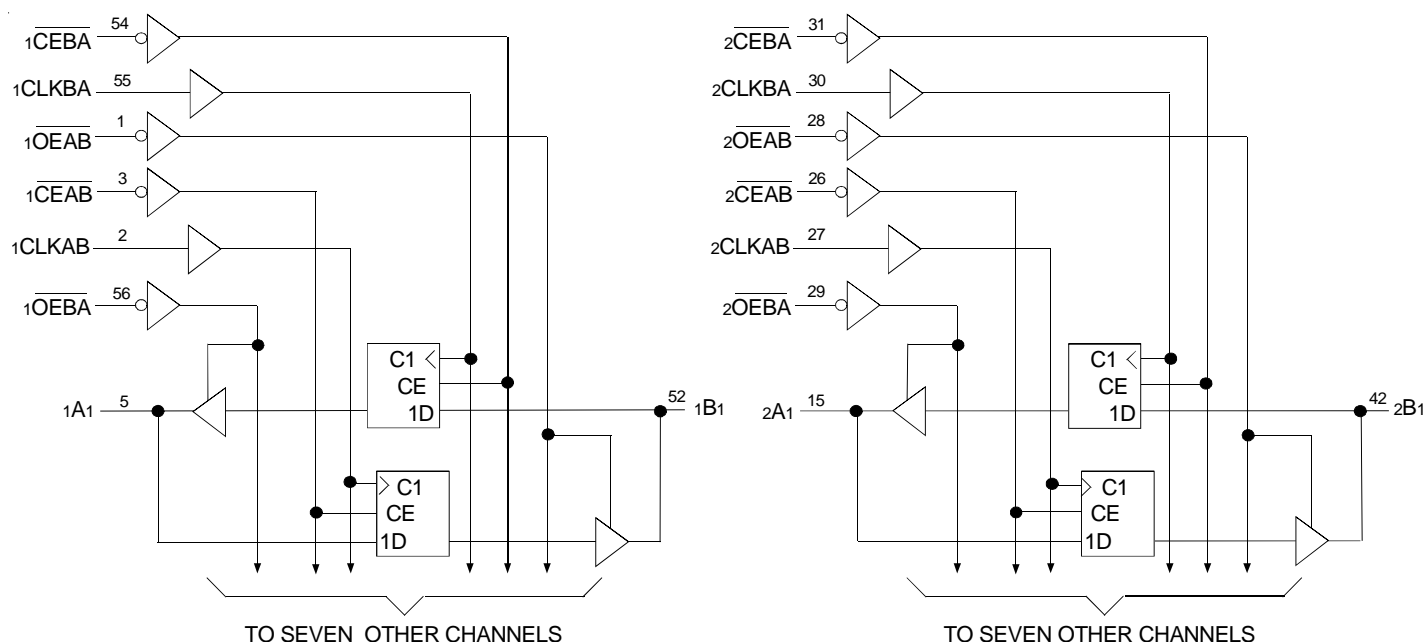 1CEBA 54
1CLKBA 55
1OEAB 1
1CEAB 3
1CLKAB 2
1OEBA 56
C1
CE
1D
1A1 5
52 1B1
C1
CE
1D
TO SEVEN OTHER CHANNELS
2CEBA 31
2CLKBA 30
2OEAB 28
2CEAB 26
2CLKAB 27
2OEBA 29
C1
CE
1D
2A1 15
42 2B1
C1
CE
1D
TO SEVEN OTHER CHANNELS